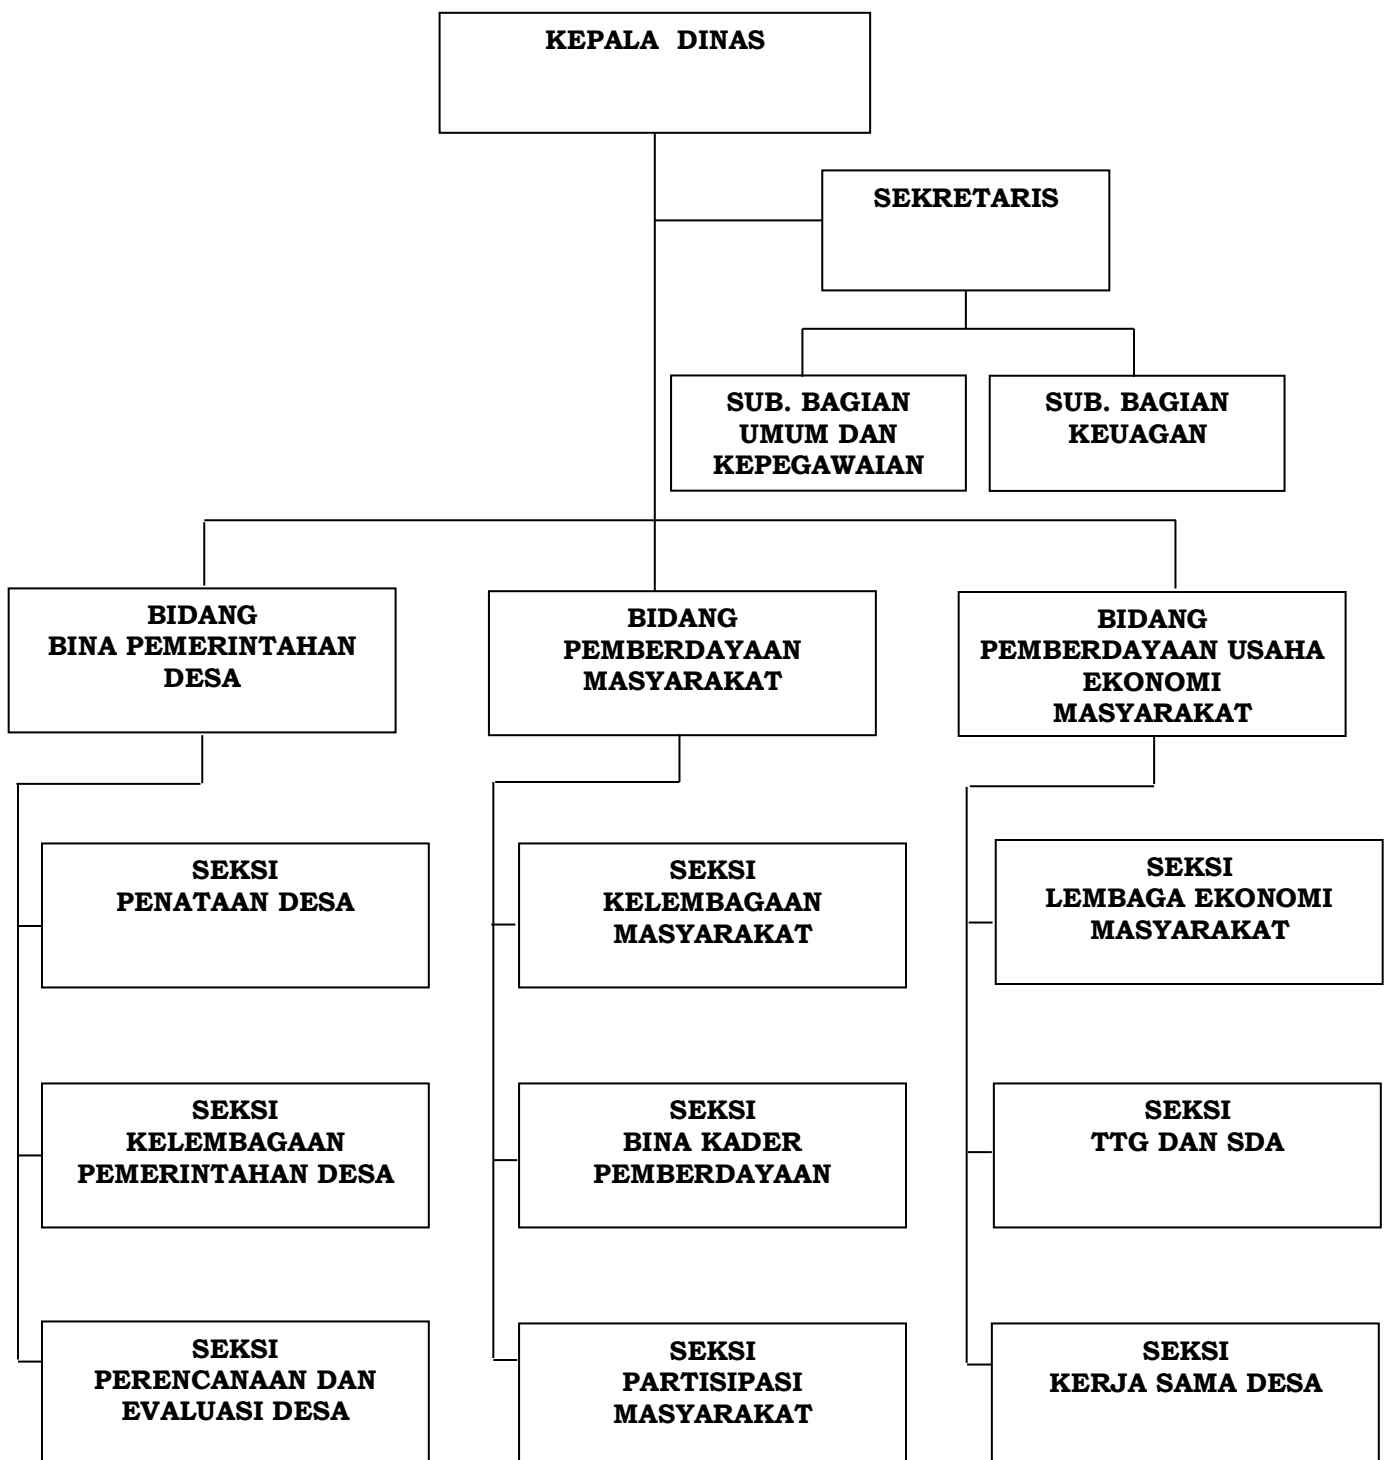 KEPALA  DINAS
SEKRETARIS
SUB. BAGIAN
UMUM DAN
KEPEGAWAIAN
SUB. BAGIAN
KEUAGAN
BIDANG
BINA PEMERINTAHAN
DESA
BIDANG
PEMBERDAYAAN
MASYARAKAT
BIDANG
PEMBERDAYAAN USAHA
EKONOMI
MASYARAKAT
SEKSI
PENATAAN DESA
SEKSI
KELEMBAGAAN
MASYARAKAT
SEKSI
LEMBAGA EKONOMI
MASYARAKAT
SEKSI
KELEMBAGAAN
PEMERINTAHAN DESA
SEKSI
BINA KADER
PEMBERDAYAAN
SEKSI
TTG DAN SDA
SEKSI
PERENCANAAN DAN
EVALUASI DESA
SEKSI
PARTISIPASI
MASYARAKAT
SEKSI
KERJA SAMA DESA